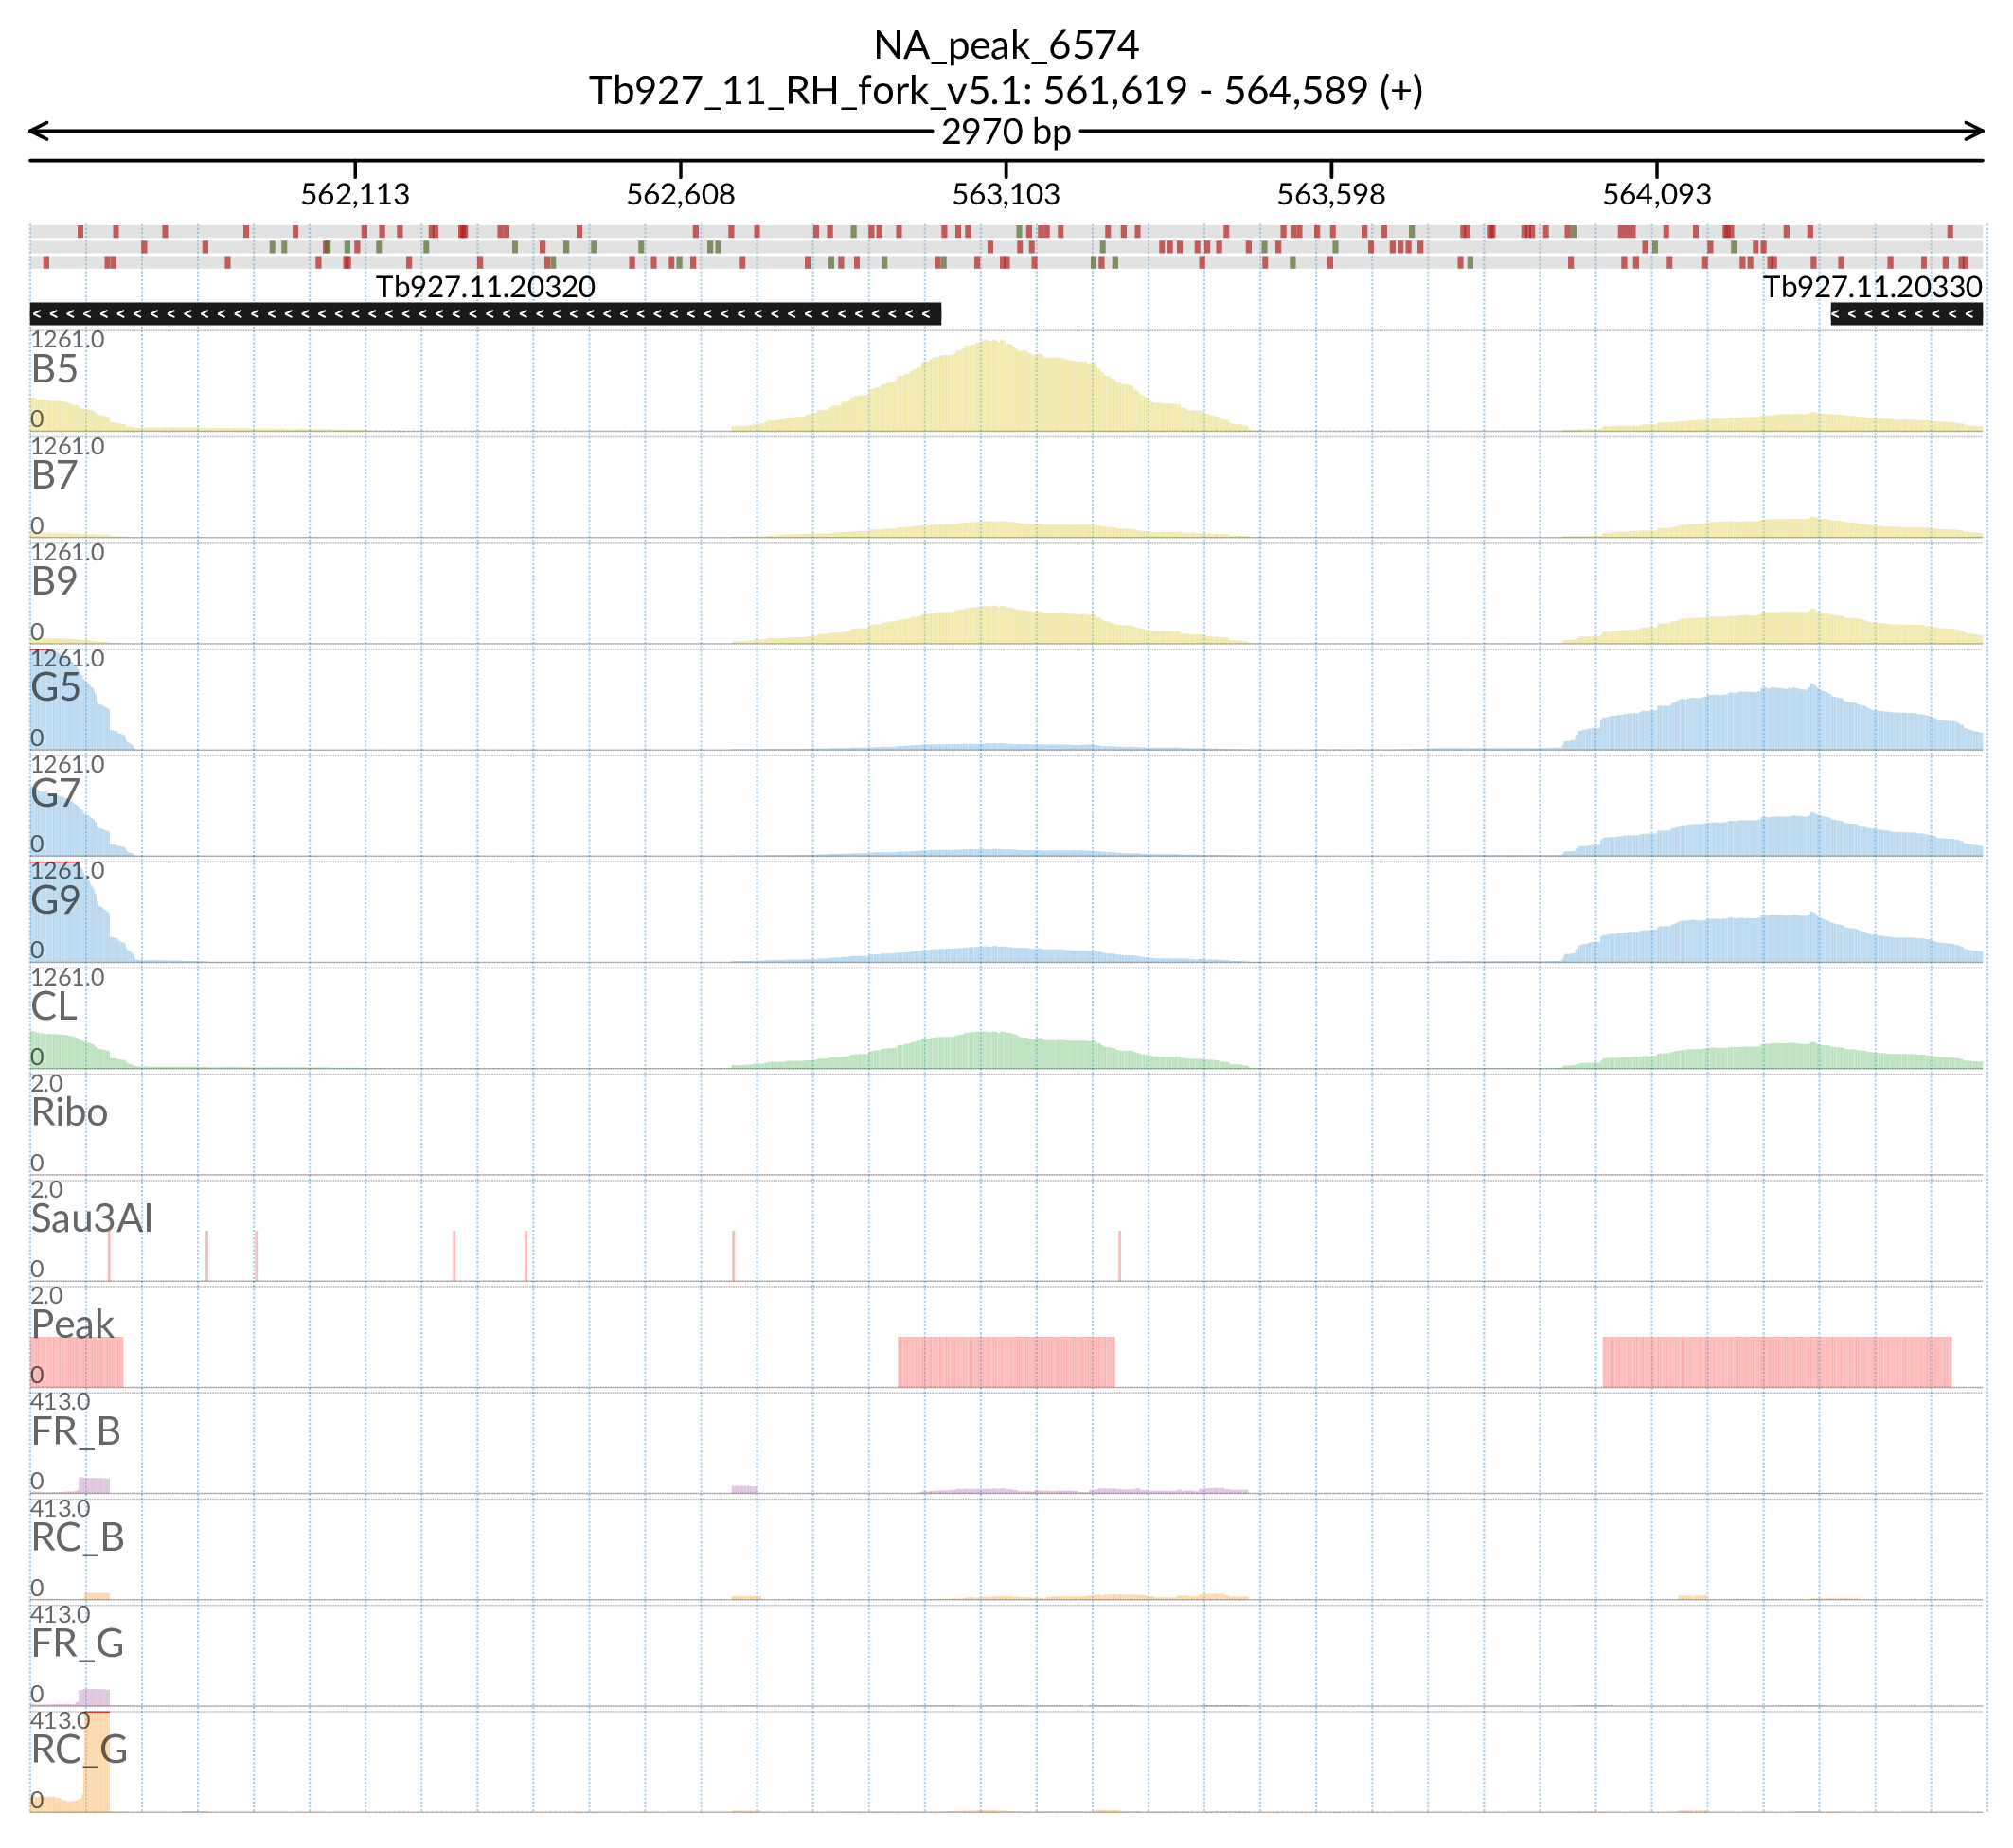 NA_peak_6574
Tb927_11_RH_fork_v5.1: 561,619 - 564,589 (+)
2970 bp
562,113 562,608 563,103 563,598 564,093
Tb927.11.20320 Tb927.11.20330
1261.0
B5
0
1261.0
B7
0
1261.0
B9
0
1261.0
G5
0
1261.0
G7
0
1261.0
G9
0
1261.0
CL
0
2.0
Ribo
0
2.0
Sau3AI
0
2.0
Peak
0
413.0
FR_B
0
413.0
RC_B
0
413.0
FR_G
0
413.0
RC_G
0